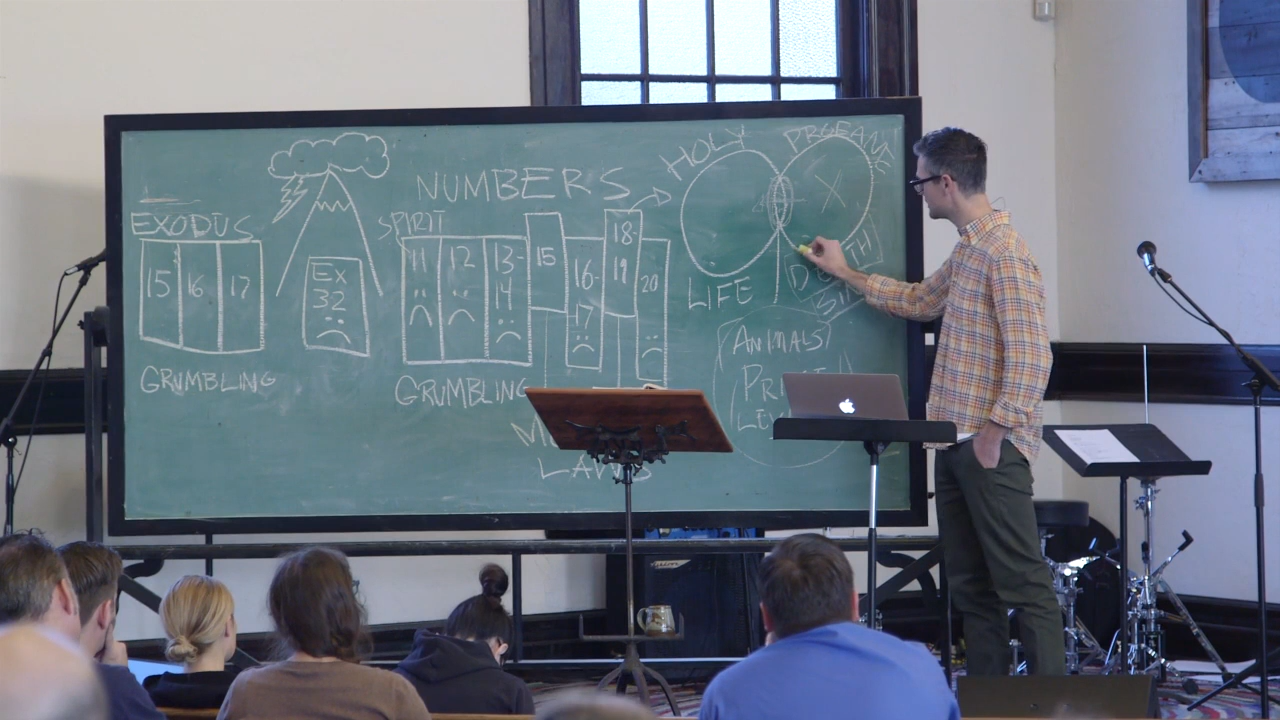 EXODUS
15 16 17
GRUMBLING
EX
32
NUMBERS
SPIRIT
11 12 13-
14
15
16-
17
18-
19
20
GRUMBLING
LAWS
HOLY
PROFANE
X
LIFE
ANIMALS